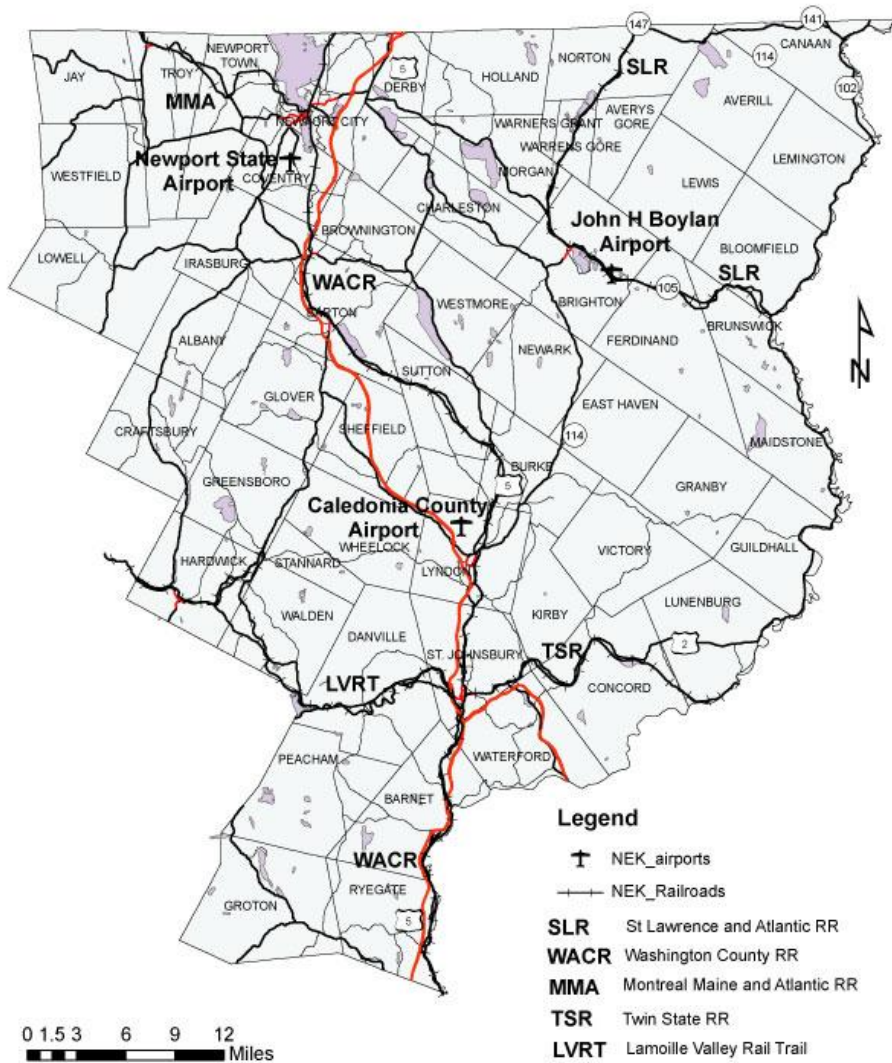 147
141
CANAAN
NEWPORT
TOWN
NORTON
114
5
JAY
TROY
HOLLAND
SLR
DERBY
102
MMA
AVERILL
NEWPORT CITY
AVERYS
GORE
WARNERS GRANT
WARRENS GORE
LEMINGTON
Newport State
Airport
COVENTRY
MORGAN
WESTFIELD
LEWIS
CHARLESTON
John H Boylan
Airport
BROWNINGTON
BLOOMFIELD
LOWELL
IRASBURG
SLR
WACR
105
BRIGHTON
WESTMORE
BARTON
BRUNSWICK
N
ALBANY
FERDINAND
NEWARK
SUTTON
GLOVER
EAST HAVEN
SHEFFIELD
CRAFTSBURY
114
MAIDSTONE
BURKE
GREENSBORO
5
GRANBY
Caledonia County
Airport
WHEELOCK
VICTORY
GUILDHALL
HARDWICK
STANNARD
LYNDON
LUNENBURG
WALDEN
KIRBY
DANVILLE
2
ST. JOHNSBURY
TSR
LVRT
CONCORD
PEACHAM
WATERFORD
BARNET
Legend
WACR
NEK_airports
RYEGATE
NEK_Railroads
GROTON
5
SLR St Lawrence and Atlantic RR
WACR Washington County RR
MMA Montreal Maine and Atlantic RR
TSR Twin State RR
LVRT Lamoille Valley Rail Trail
0 1.5 3 6 9 12
Miles